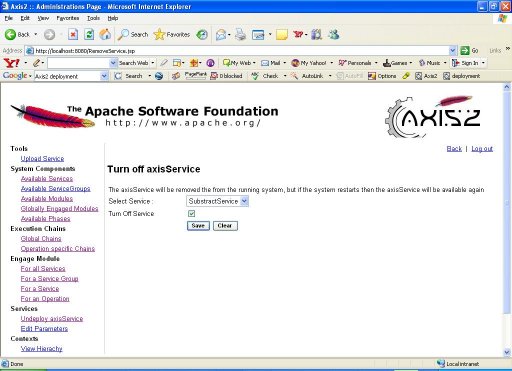 Axis2 :: Administrations Page - Microsoft Internet Explorer
File Edit View Favorites Tools Help
Back Search Favorites
Address http://localhost:8080/RemoveService.jsp Go Links
Search Web Mail My Yahoo! Personals Games Music Sign In
Google Axis2 deployment Search PageRank 0 blocked Check AutoLink AutoFill Options Axis2 deployment
The Apache Software Foundation
http://www.apache.org/
AXIS2
Back | Log out
Tools
Upload Service
System Components
Available Services
Available ServiceGroups
Available Modules
Globally Engaged Modules
Available Phases
Execution Chains
Global Chains
Operation specific Chains
Engage Module
For all Services
For a Service Group
For a Service
For an Operation
Services
Undeploy axisService
Edit Parameters
Contexts
View Hierachy
Turn off axisService
The axisService will be removed the from the running system, but if the system restarts then the axisService will be available again
Select Service : SubstractService
Turn Off Service
Save Clear
Done Local intranet